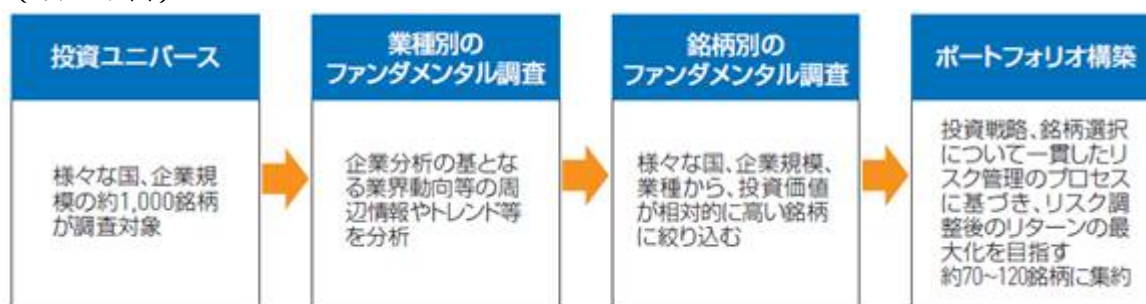 投資ユニバース
様々な国、企業規
模の約1,000銘柄
が調査対象
業種別の
ファンダメンタル調査
企業分析の基とな
る業界動向等の周
辺情報やトレンド等
を分析
銘柄別の
ファンダメンタル調査
様々な国、企業規模、
業種から、投資価値
が相対的に高い銘柄
に絞り込む
ポートフォリオ構築
投資戦略、銘柄選択
について一貫したリ
スク管理のプロセス
に基づき、リスク調
整後のリターンの最
大化を目指す
約70~120銘柄に集約